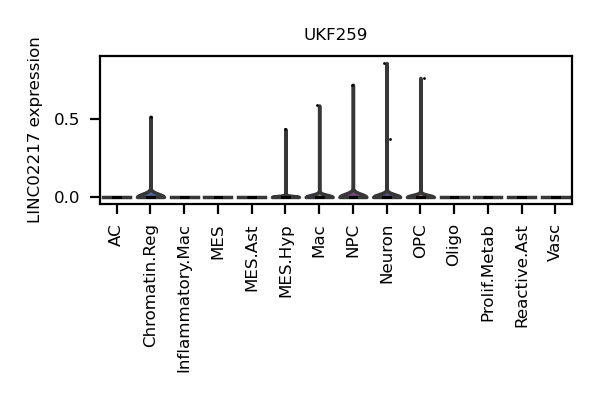 UKF259
LINC02217 expression
0.5
0.0
AC
Chromatin.Reg
Inflammatory.Mac
MES
MES.Ast
MES.Hyp
Mac
NPC
Neuron
OPC
Oligo
Prolif.Metab
Reactive.Ast
Vasc